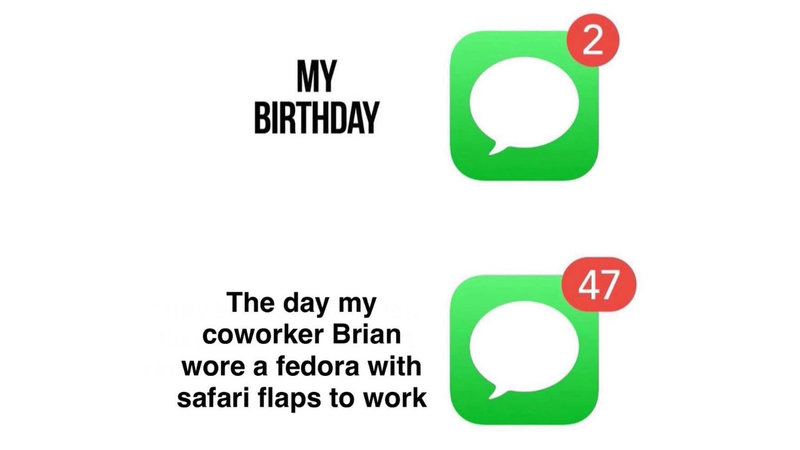 2
MY
BIRTHDAY
47
The day my
coworker Brian
wore a fedora with
safari flaps to work